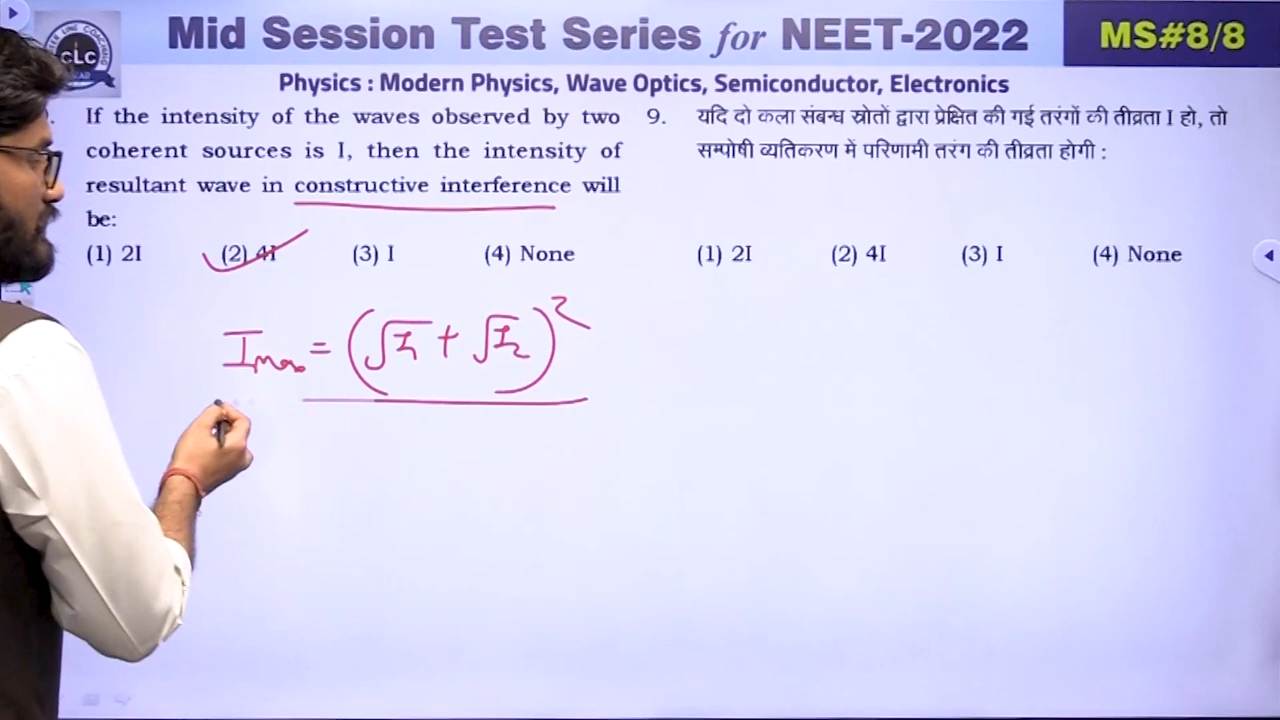 Mid Session Test Series for NEET-2022
MS#8/8
CLC
Physics : Modern Physics, Wave Optics, Semiconductor, Electronics
If the intensity of the waves observed by two
coherent sources is I, then the intensity of
resultant wave in constructive interference will
be:
(1) 2I (2) 4I (3) I (4) None
9. यदि दो कला संबन्ध स्रोतों द्वारा प्रेक्षित की गई तरंगों की तीव्रता I हो, तो
सम्पोषी व्यतिकरण में परिणामी तरंग की तीव्रता होगी :
(1) 2I (2) 4I (3) I (4) None
Imax = (√I₁ + √I₂)²